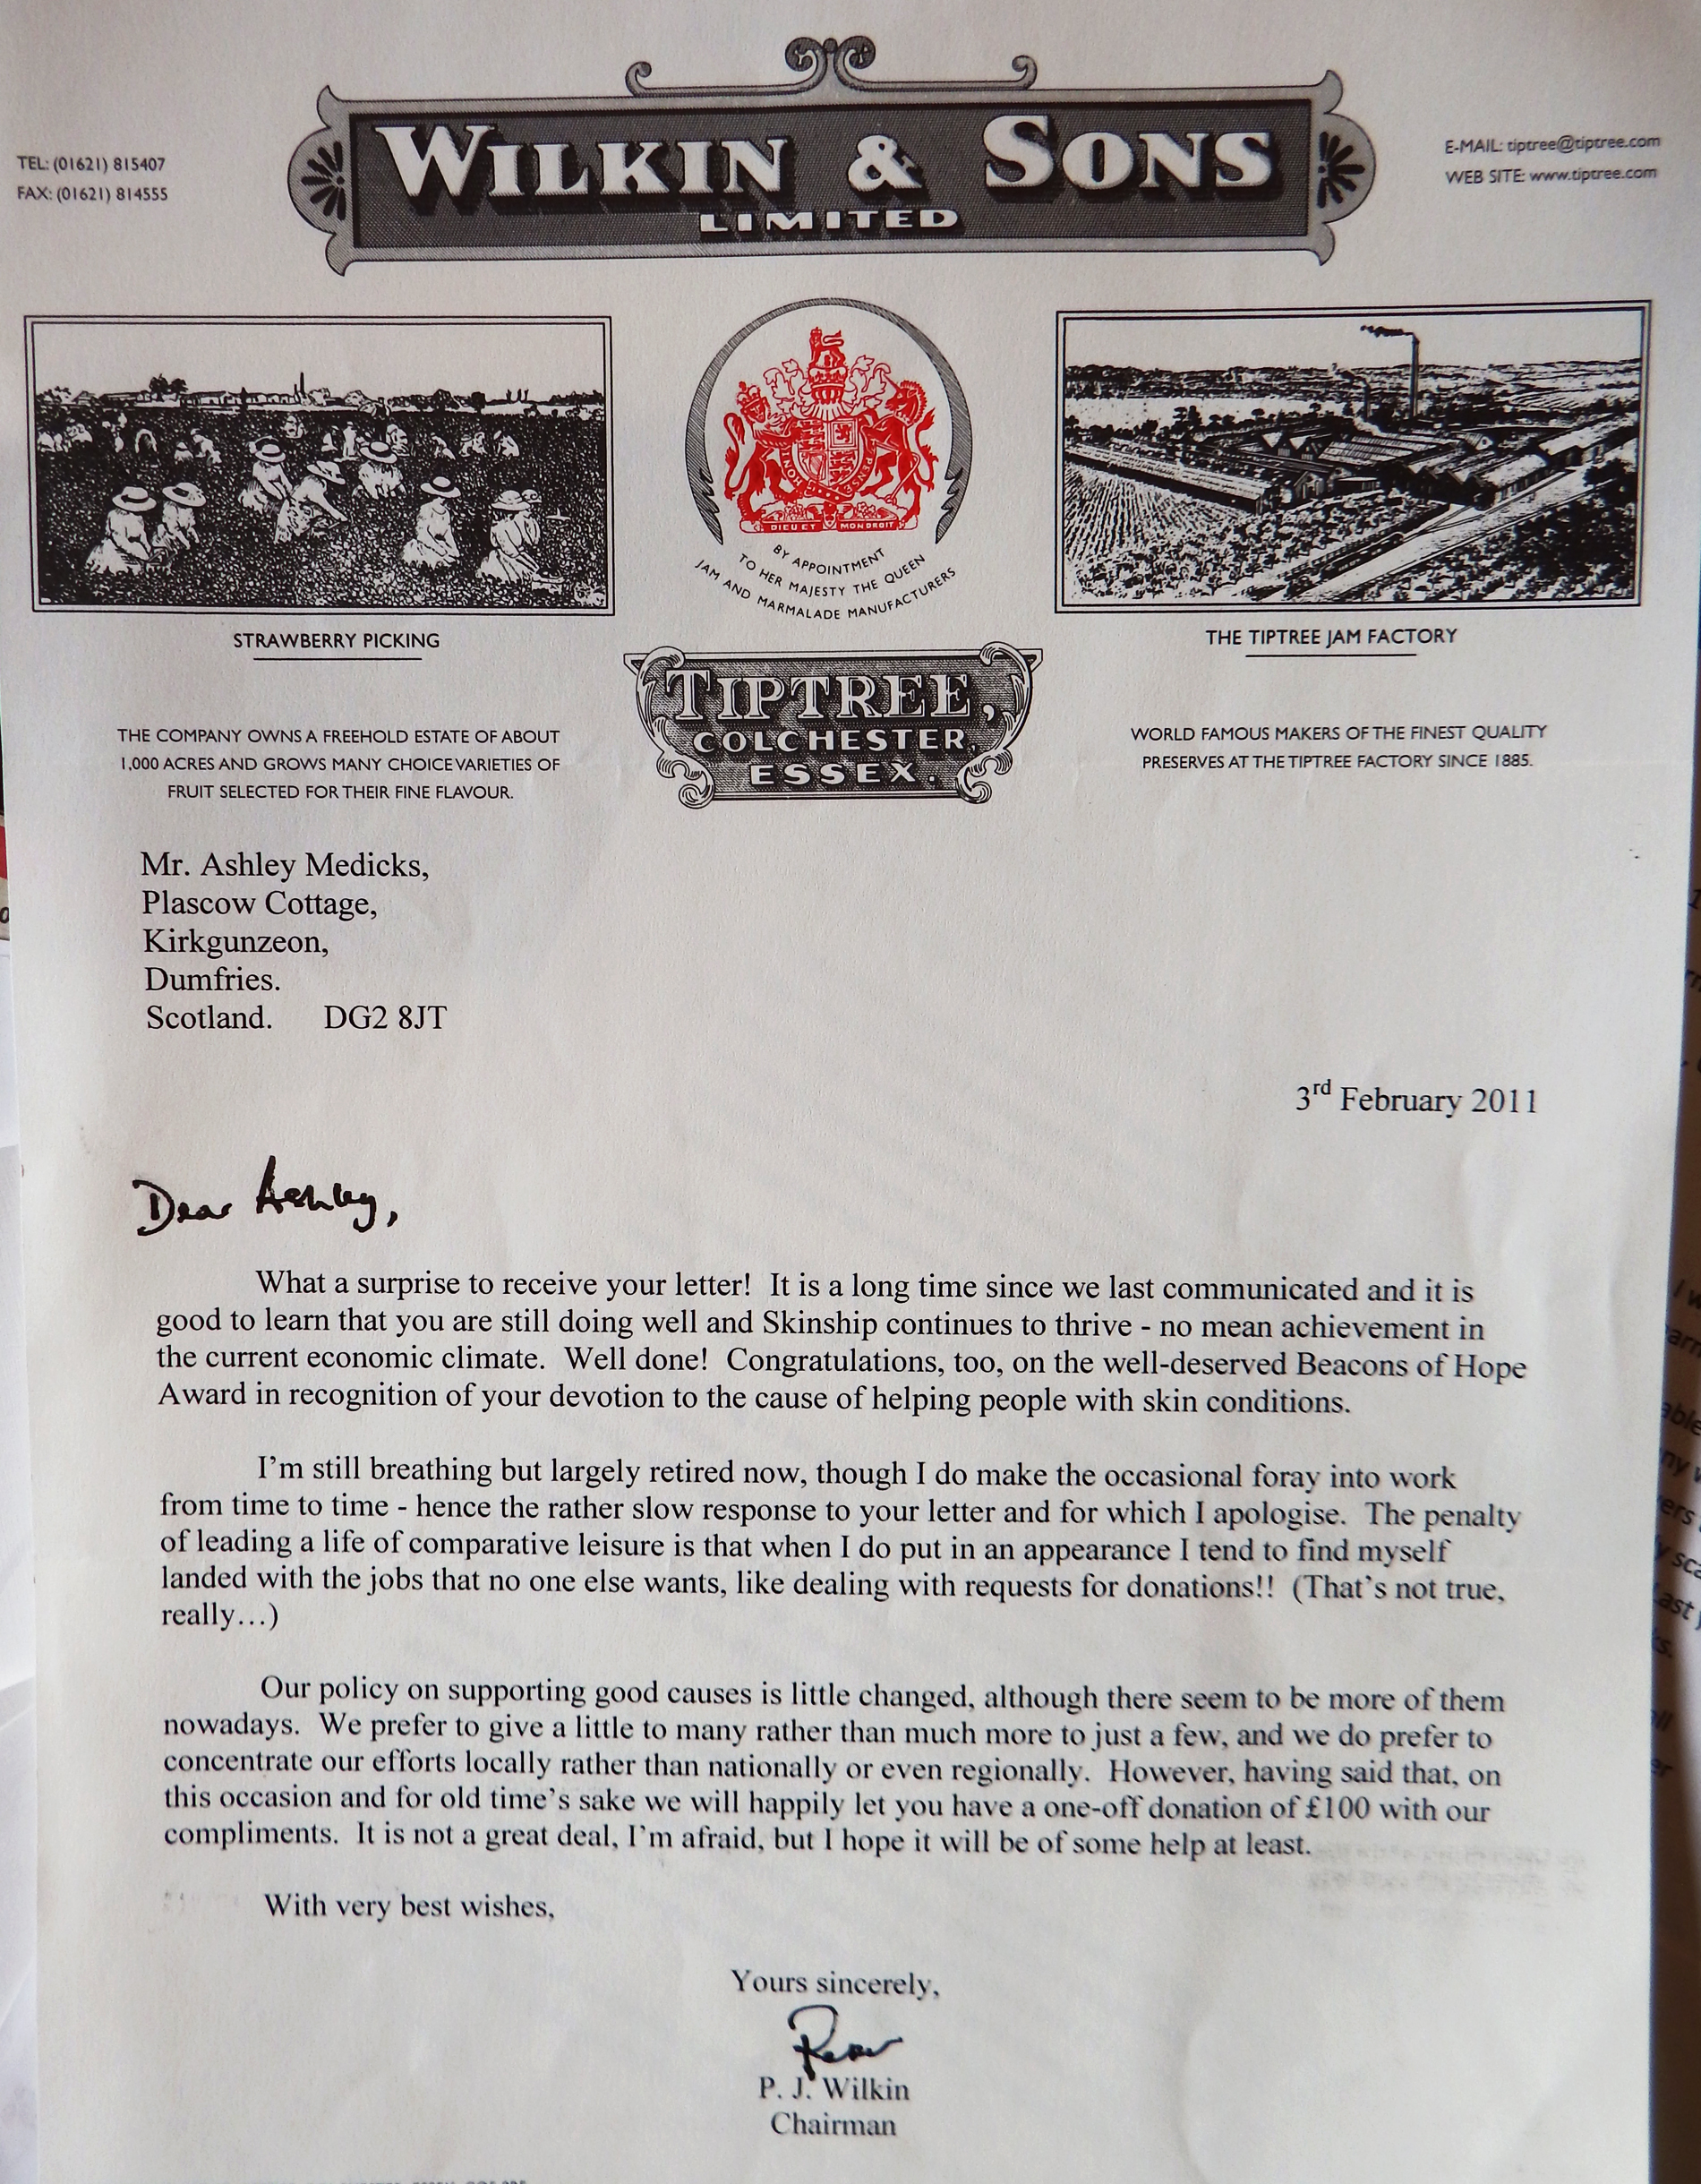 WILKIN & SONS
LIMITED
TEL: (01621) 815407
FAX: (01621) 814555
E-MAIL: tiptree@tiptree.com
WEB SITE: www.tiptree.com
HONI
PENSE
DIEU ET MON DROIT
BY APPOINTMENT
TO HER MAJESTY THE QUEEN
JAM AND MARMALADE MANUFACTURERS
STRAWBERRY PICKING
THE TIPTREE JAM FACTORY
TIPTREE,
COLCHESTER,
ESSEX.
THE COMPANY OWNS A FREEHOLD ESTATE OF ABOUT
1,000 ACRES AND GROWS MANY CHOICE VARIETIES OF
FRUIT SELECTED FOR THEIR FINE FLAVOUR.
WORLD FAMOUS MAKERS OF THE FINEST QUALITY
PRESERVES AT THE TIPTREE FACTORY SINCE 1885.
Mr. Ashley Medicks,
Plascow Cottage,
Kirkgunzeon,
Dumfries.
Scotland. DG2 8JT
3rd February 2011
Dear Ashley,
What a surprise to receive your letter! It is a long time since we last communicated and it is
good to learn that you are still doing well and Skinship continues to thrive - no mean achievement in
the current economic climate. Well done! Congratulations, too, on the well-deserved Beacons of Hope
Award in recognition of your devotion to the cause of helping people with skin conditions.
I'm still breathing but largely retired now, though I do make the occasional foray into work
from time to time - hence the rather slow response to your letter and for which I apologise. The penalty
of leading a life of comparative leisure is that when I do put in an appearance I tend to find myself
landed with the jobs that no one else wants, like dealing with requests for donations!! (That's not true,
really…)
Our policy on supporting good causes is little changed, although there seem to be more of them
nowadays. We prefer to give a little to many rather than much more to just a few, and we do prefer to
concentrate our efforts locally rather than nationally or even regionally. However, having said that, on
this occasion and for old time's sake we will happily let you have a one-off donation of £100 with our
compliments. It is not a great deal, I'm afraid, but I hope it will be of some help at least.
With very best wishes,
Yours sincerely,
P. J. Wilkin
Chairman